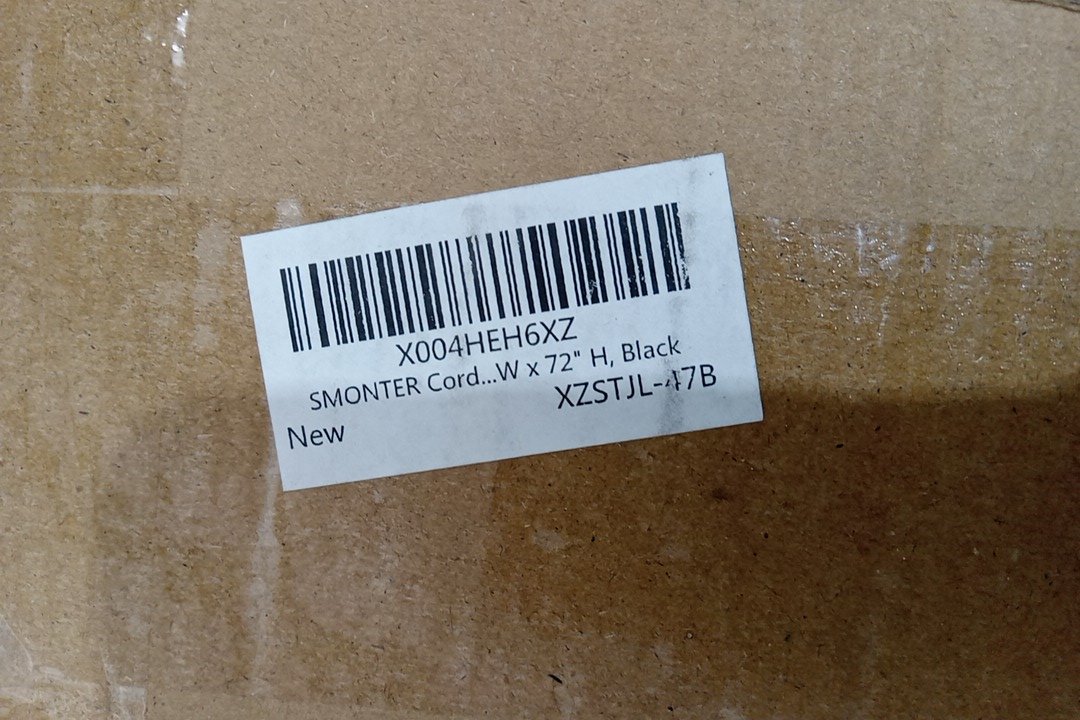 X004HEH6XZ
SMONTER Cord...W x 72" H, Black
XZSTJL-47B
New